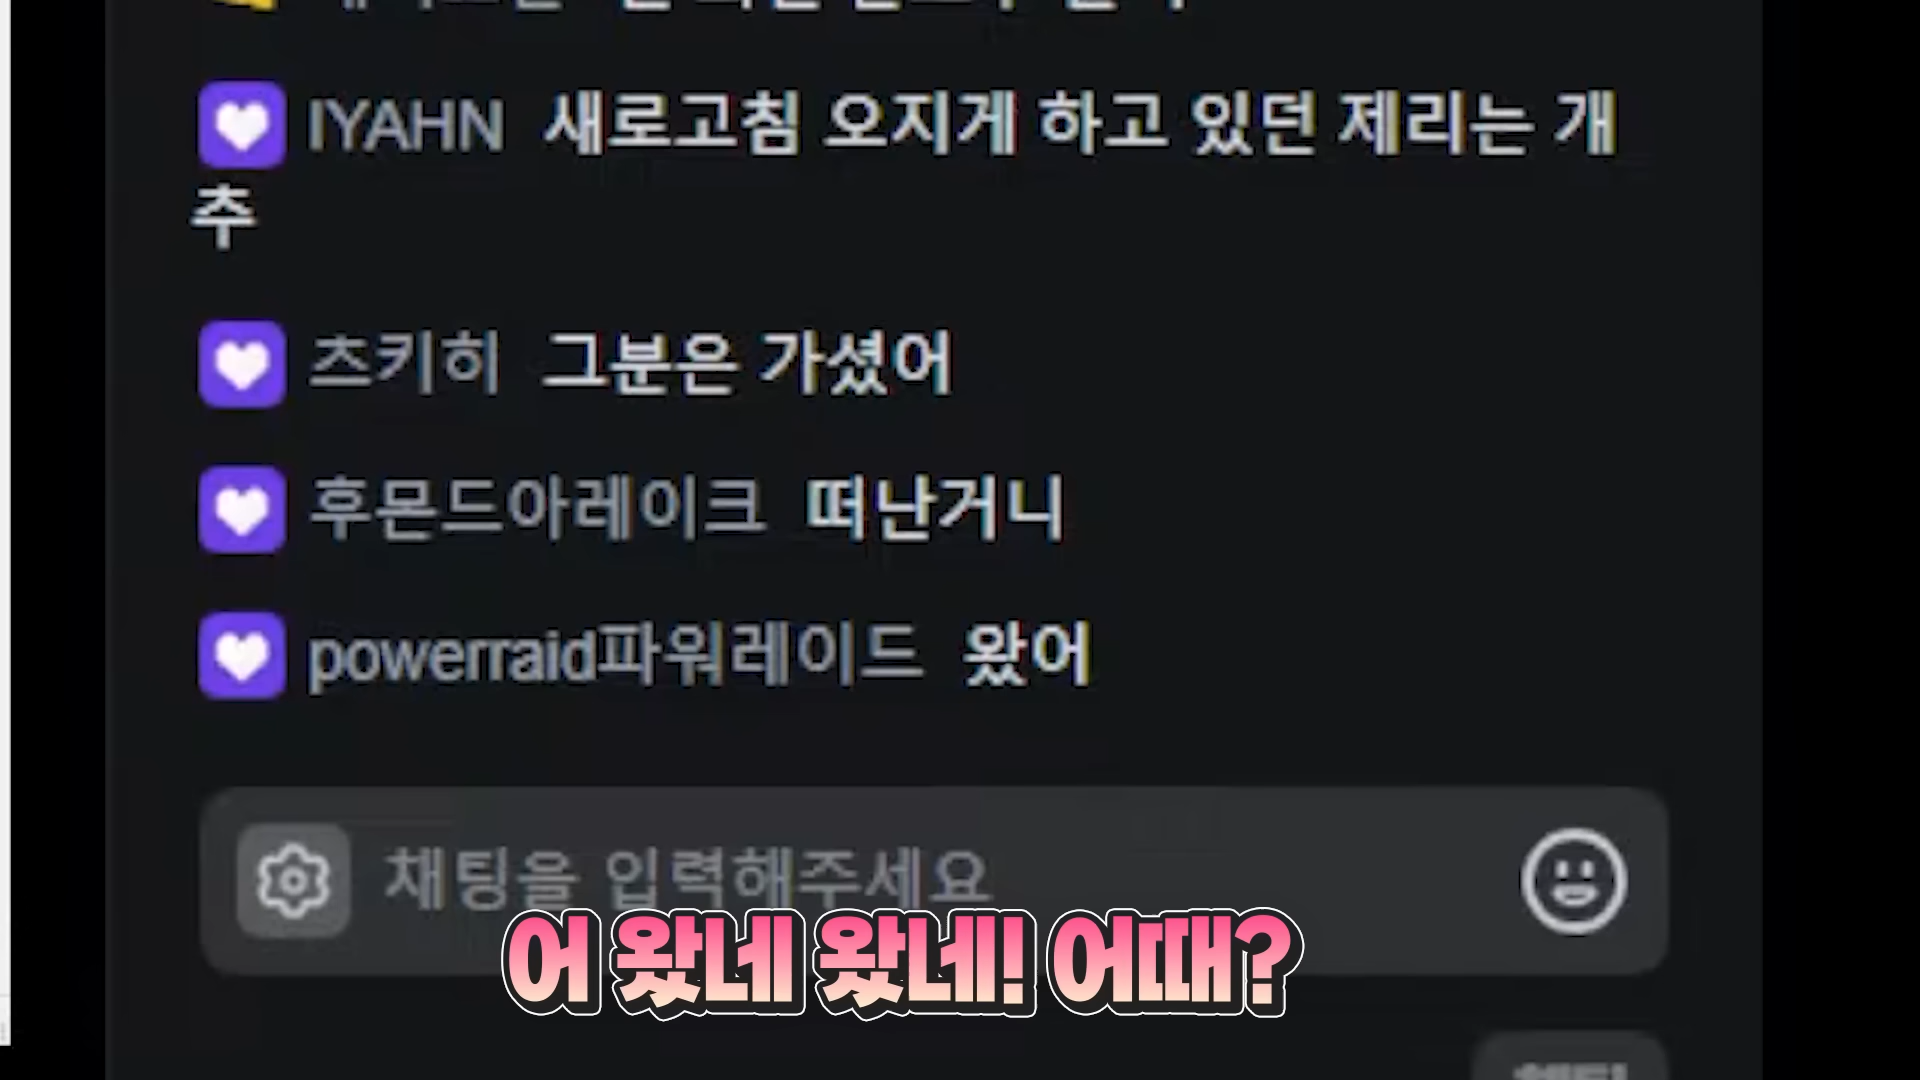 IYAHN 새로고침 오지게 하고 있던 제리는 개
추
츠키히 그분은 가셨어
후몬드아레이크 떠난거니
powerraid파워레이드 왔어
채팅을 입력해주세요
어 왔네 왔네! 어때?